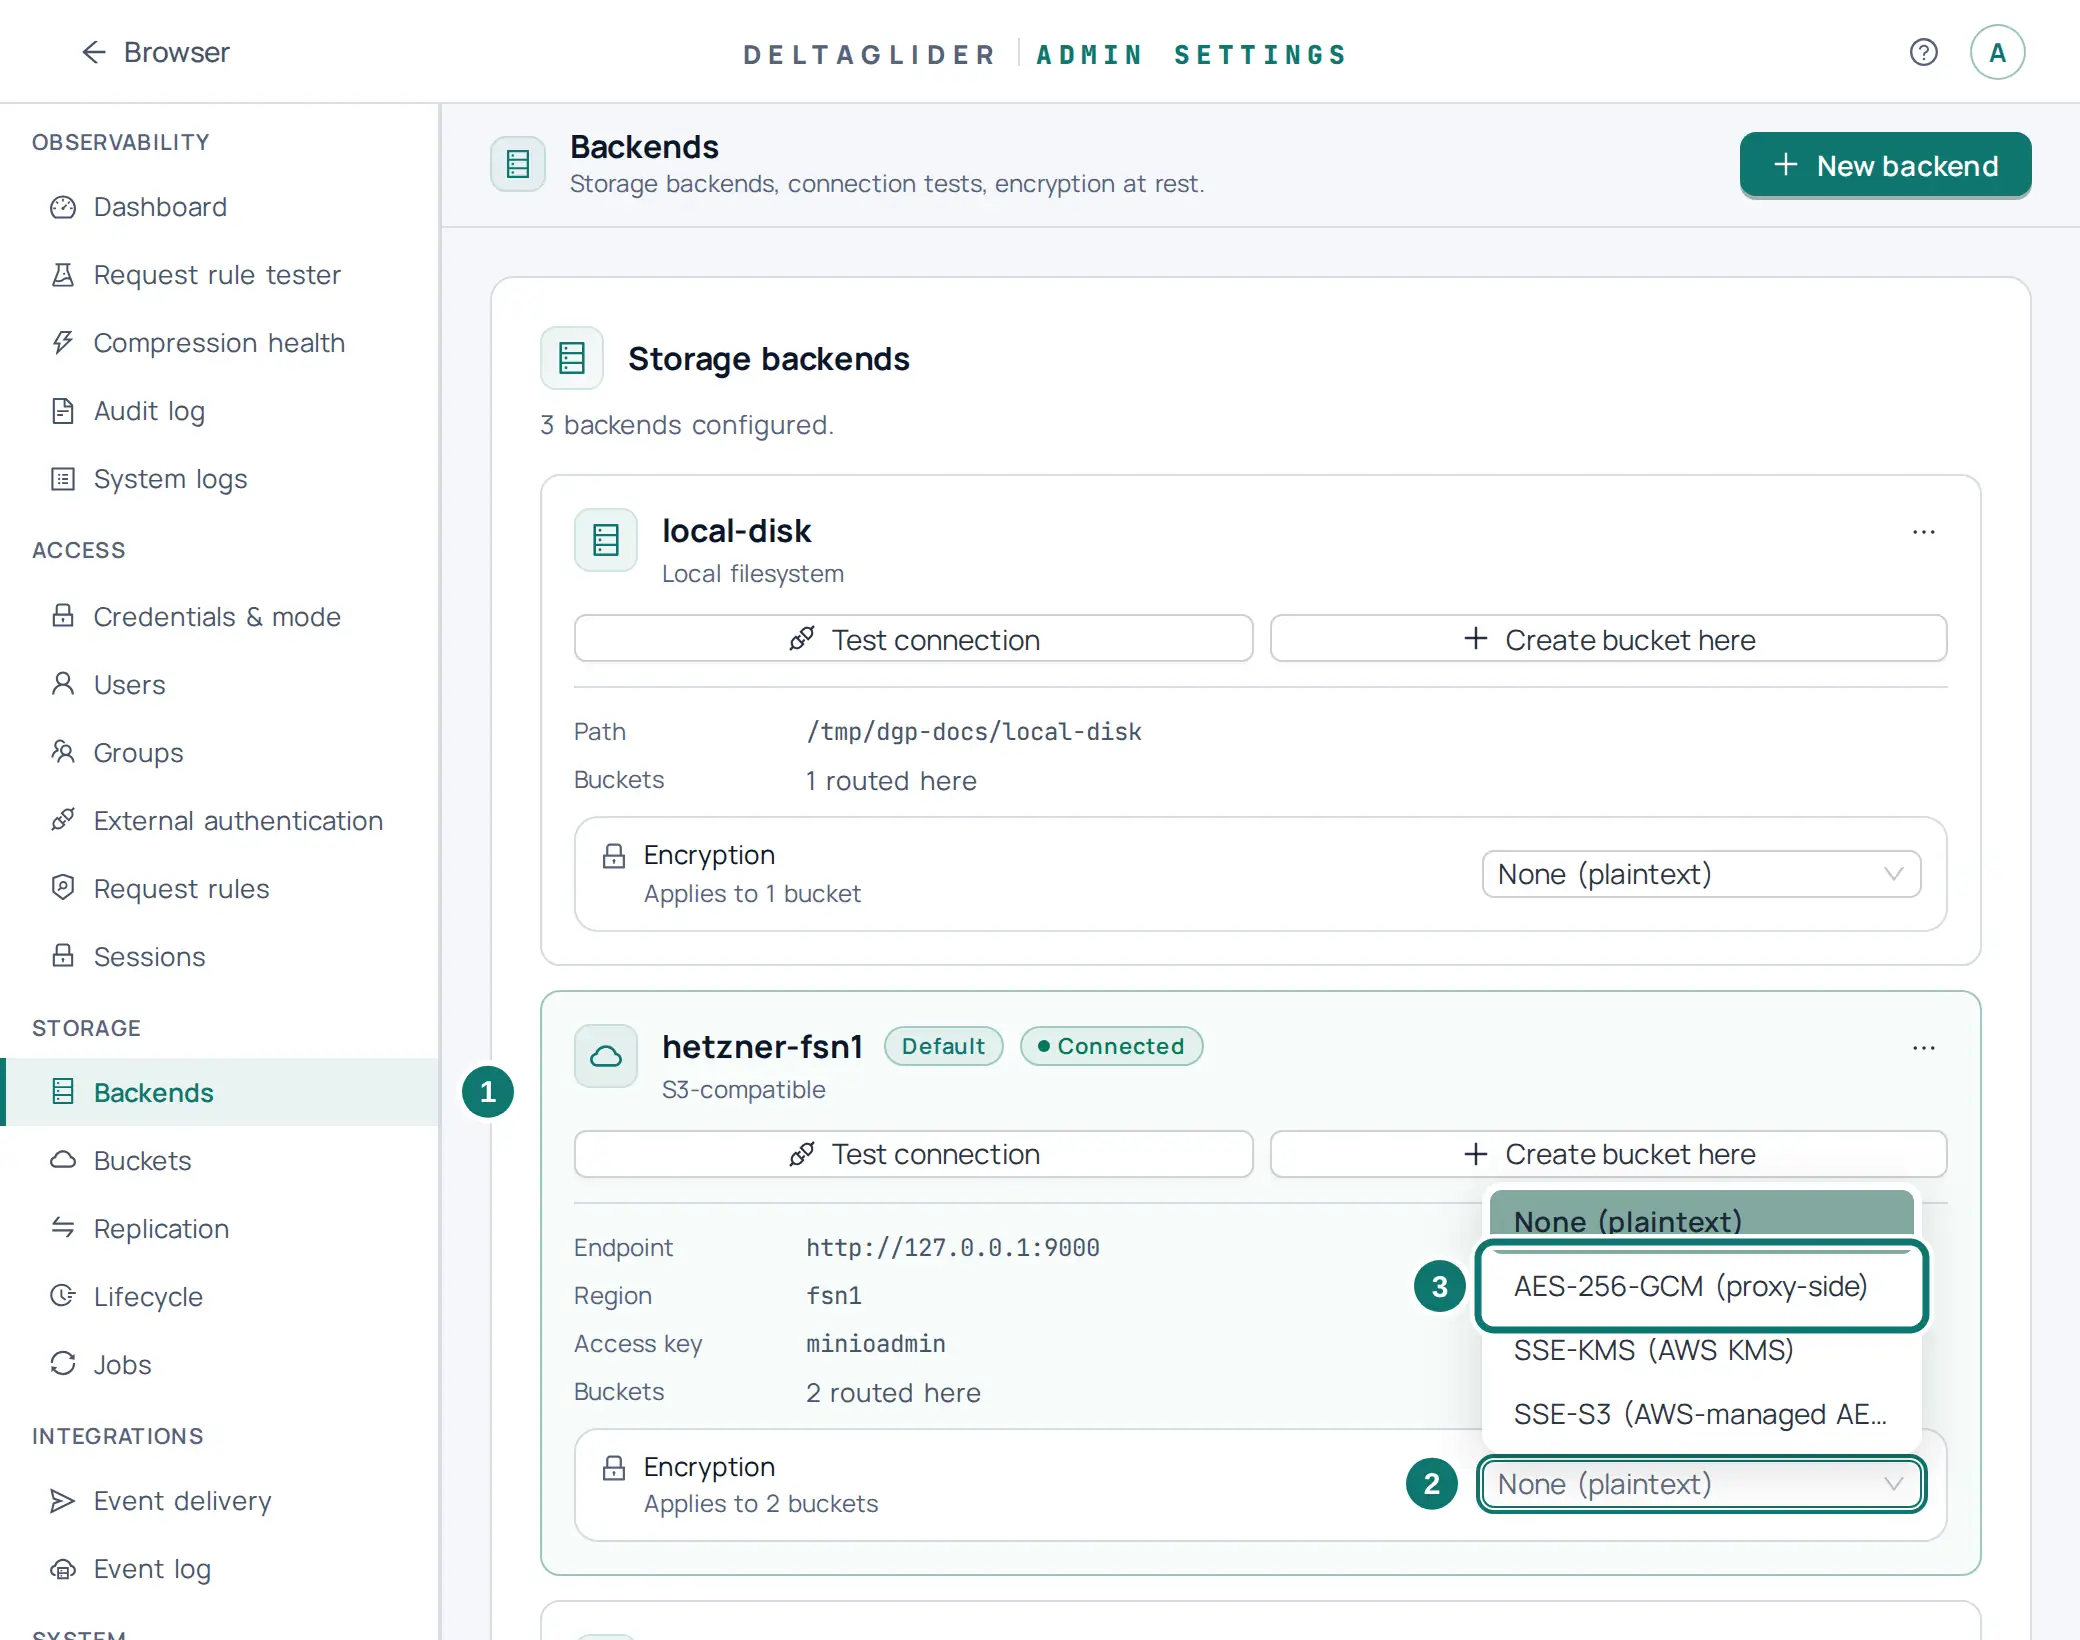 Browser
DELTAGLIDER | ADMIN SETTINGS
A
OBSERVABILITY
Dashboard
Request rule tester
Compression health
Audit log
System logs
ACCESS
Credentials & mode
Users
Groups
External authentication
Request rules
Sessions
STORAGE
Backends
Buckets
Replication
Lifecycle
Jobs
INTEGRATIONS
Event delivery
Event log
SYSTEM
Backends
Storage backends, connection tests, encryption at rest.
+ New backend
Storage backends
3 backends configured.
local-disk
...
Local filesystem
Test connection
+ Create bucket here
Path /tmp/dgp-docs/local-disk
Buckets 1 routed here
Encryption
Applies to 1 bucket
None (plaintext)
1
hetzner-fsn1 Default Connected
...
S3-compatible
Test connection
+ Create bucket here
Endpoint http://127.0.0.1:9000
Region fsn1
Access key minioadmin
Buckets 2 routed here
None (plaintext)
3
AES-256-GCM (proxy-side)
SSE-KMS (AWS KMS)
SSE-S3 (AWS-managed AE...
Encryption
Applies to 2 buckets
2
None (plaintext)